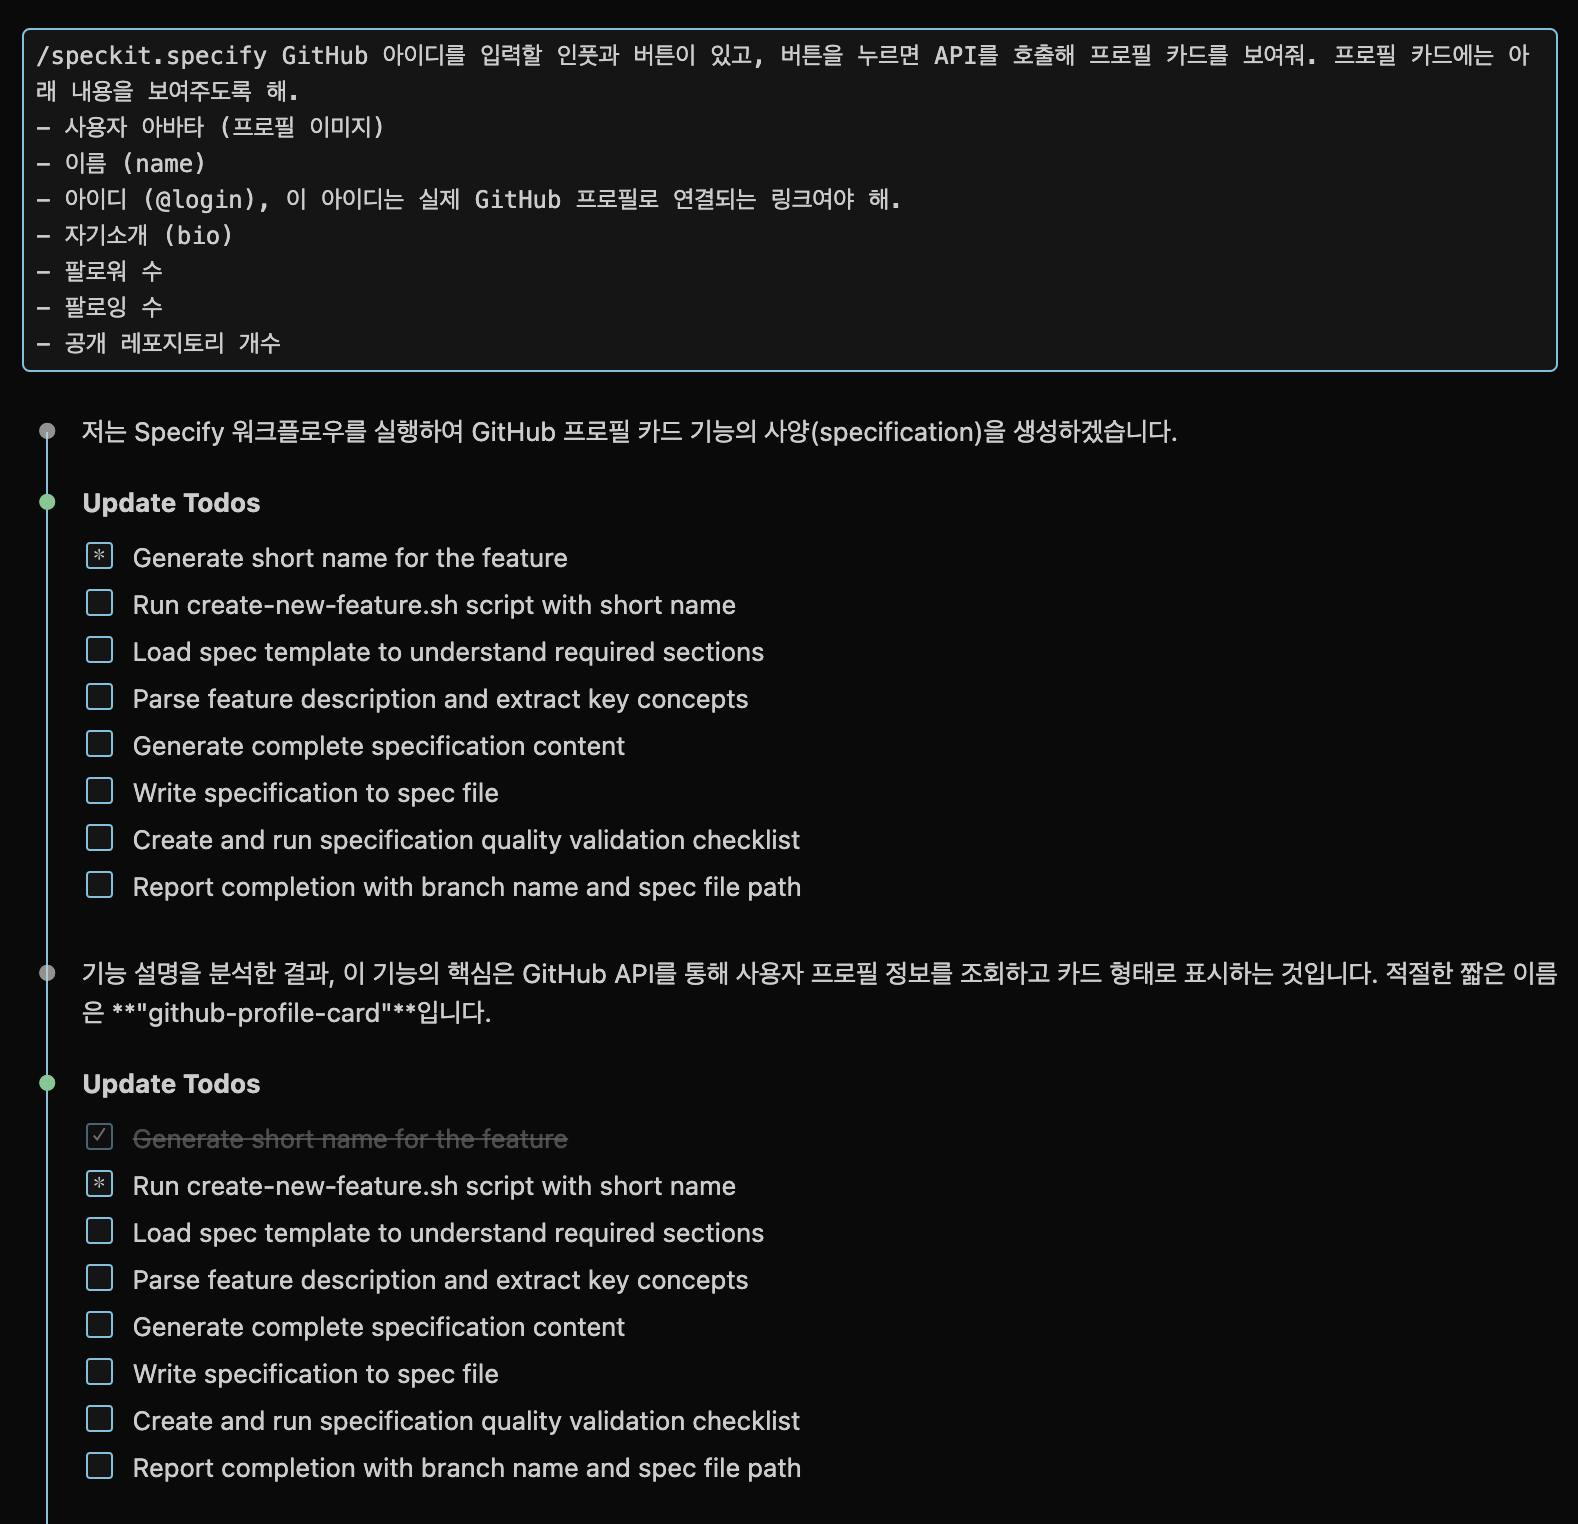 /speckit.specify GitHub 아이디를 입력할 인풋과 버튼이 있고, 버튼을 누르면 API를 호출해 프로필 카드를 보여줘. 프로필 카드에는 아
래 내용을 보여주도록 해.
– 사용자 아바타 (프로필 이미지)
– 이름 (name)
– 아이디 (@login), 이 아이디는 실제 GitHub 프로필로 연결되는 링크여야 해.
– 자기소개 (bio)
– 팔로워 수
– 팔로잉 수
– 공개 레포지토리 개수
저는 Specify 워크플로우를 실행하여 GitHub 프로필 카드 기능의 사양(specification)을 생성하겠습니다.
Update Todos
* Generate short name for the feature
Run create-new-feature.sh script with short name
Load spec template to understand required sections
Parse feature description and extract key concepts
Generate complete specification content
Write specification to spec file
Create and run specification quality validation checklist
Report completion with branch name and spec file path
기능 설명을 분석한 결과, 이 기능의 핵심은 GitHub API를 통해 사용자 프로필 정보를 조회하고 카드 형태로 표시하는 것입니다. 적절한 짧은 이름
은 **"github-profile-card"**입니다.
Update Todos
✓ Generate short name for the feature
* Run create-new-feature.sh script with short name
Load spec template to understand required sections
Parse feature description and extract key concepts
Generate complete specification content
Write specification to spec file
Create and run specification quality validation checklist
Report completion with branch name and spec file path